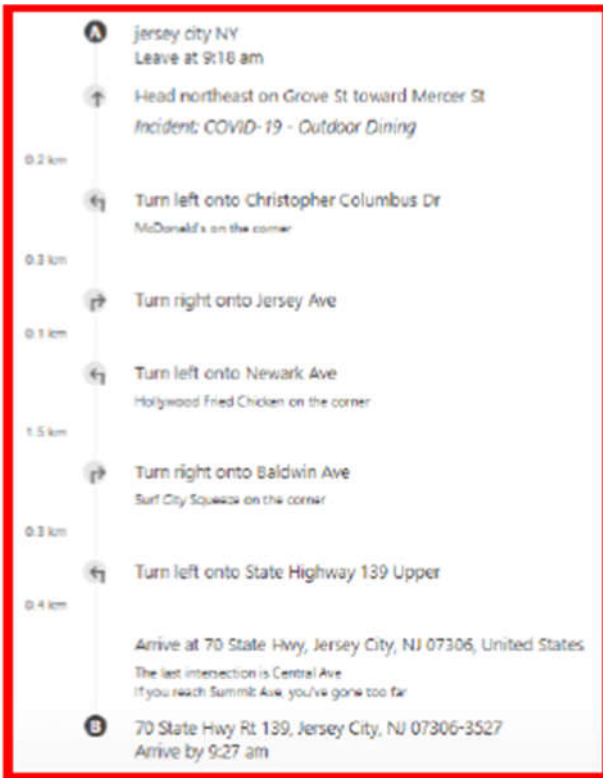 A
jersey city NY
Leave at 9:18 am
Head northeast on Grove St toward Mercer St
Incident: COVID-19 - Outdoor Dining
0.2 km
Turn left onto Christopher Columbus Dr
McDonald's on the corner
0.3 km
Turn right onto Jersey Ave
0.1 km
Turn left onto Newark Ave
Hollywood Fried Chicken on the corner
1.5 km
Turn right onto Baldwin Ave
Surf City Squeeze on the corner
0.3 km
Turn left onto State Highway 139 Upper
0.4 km
Arrive at 70 State Hwy, Jersey City, NJ 07306, United States
The last intersection is Central Ave
If you reach Summit Ave, you've gone too far
B
70 State Hwy Rt 139, Jersey City, NJ 07306-3527
Arrive by 9:27 am